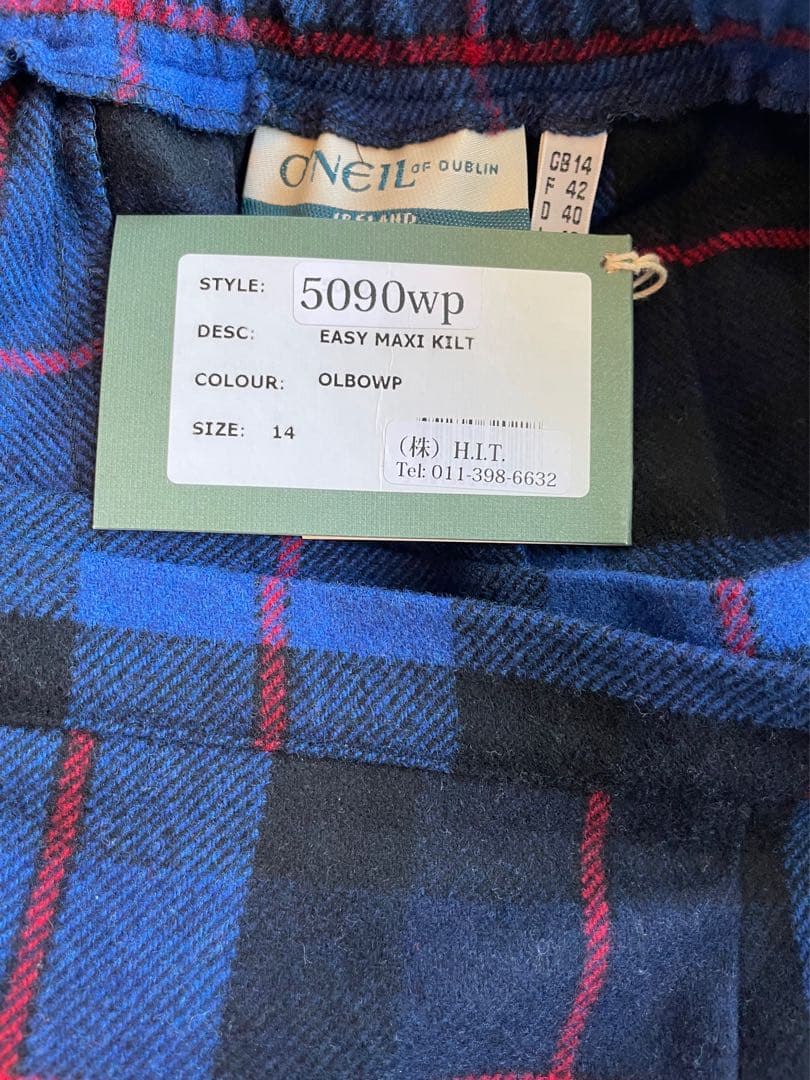 O'NEIL OF DUBLIN
IRELAND
GB 14
F 42
D 40
STYLE: 5090wp
DESC: EASY MAXI KILT
COLOUR: OLBOWP
SIZE: 14
(株) H.I.T.
Tel: 011-398-6632